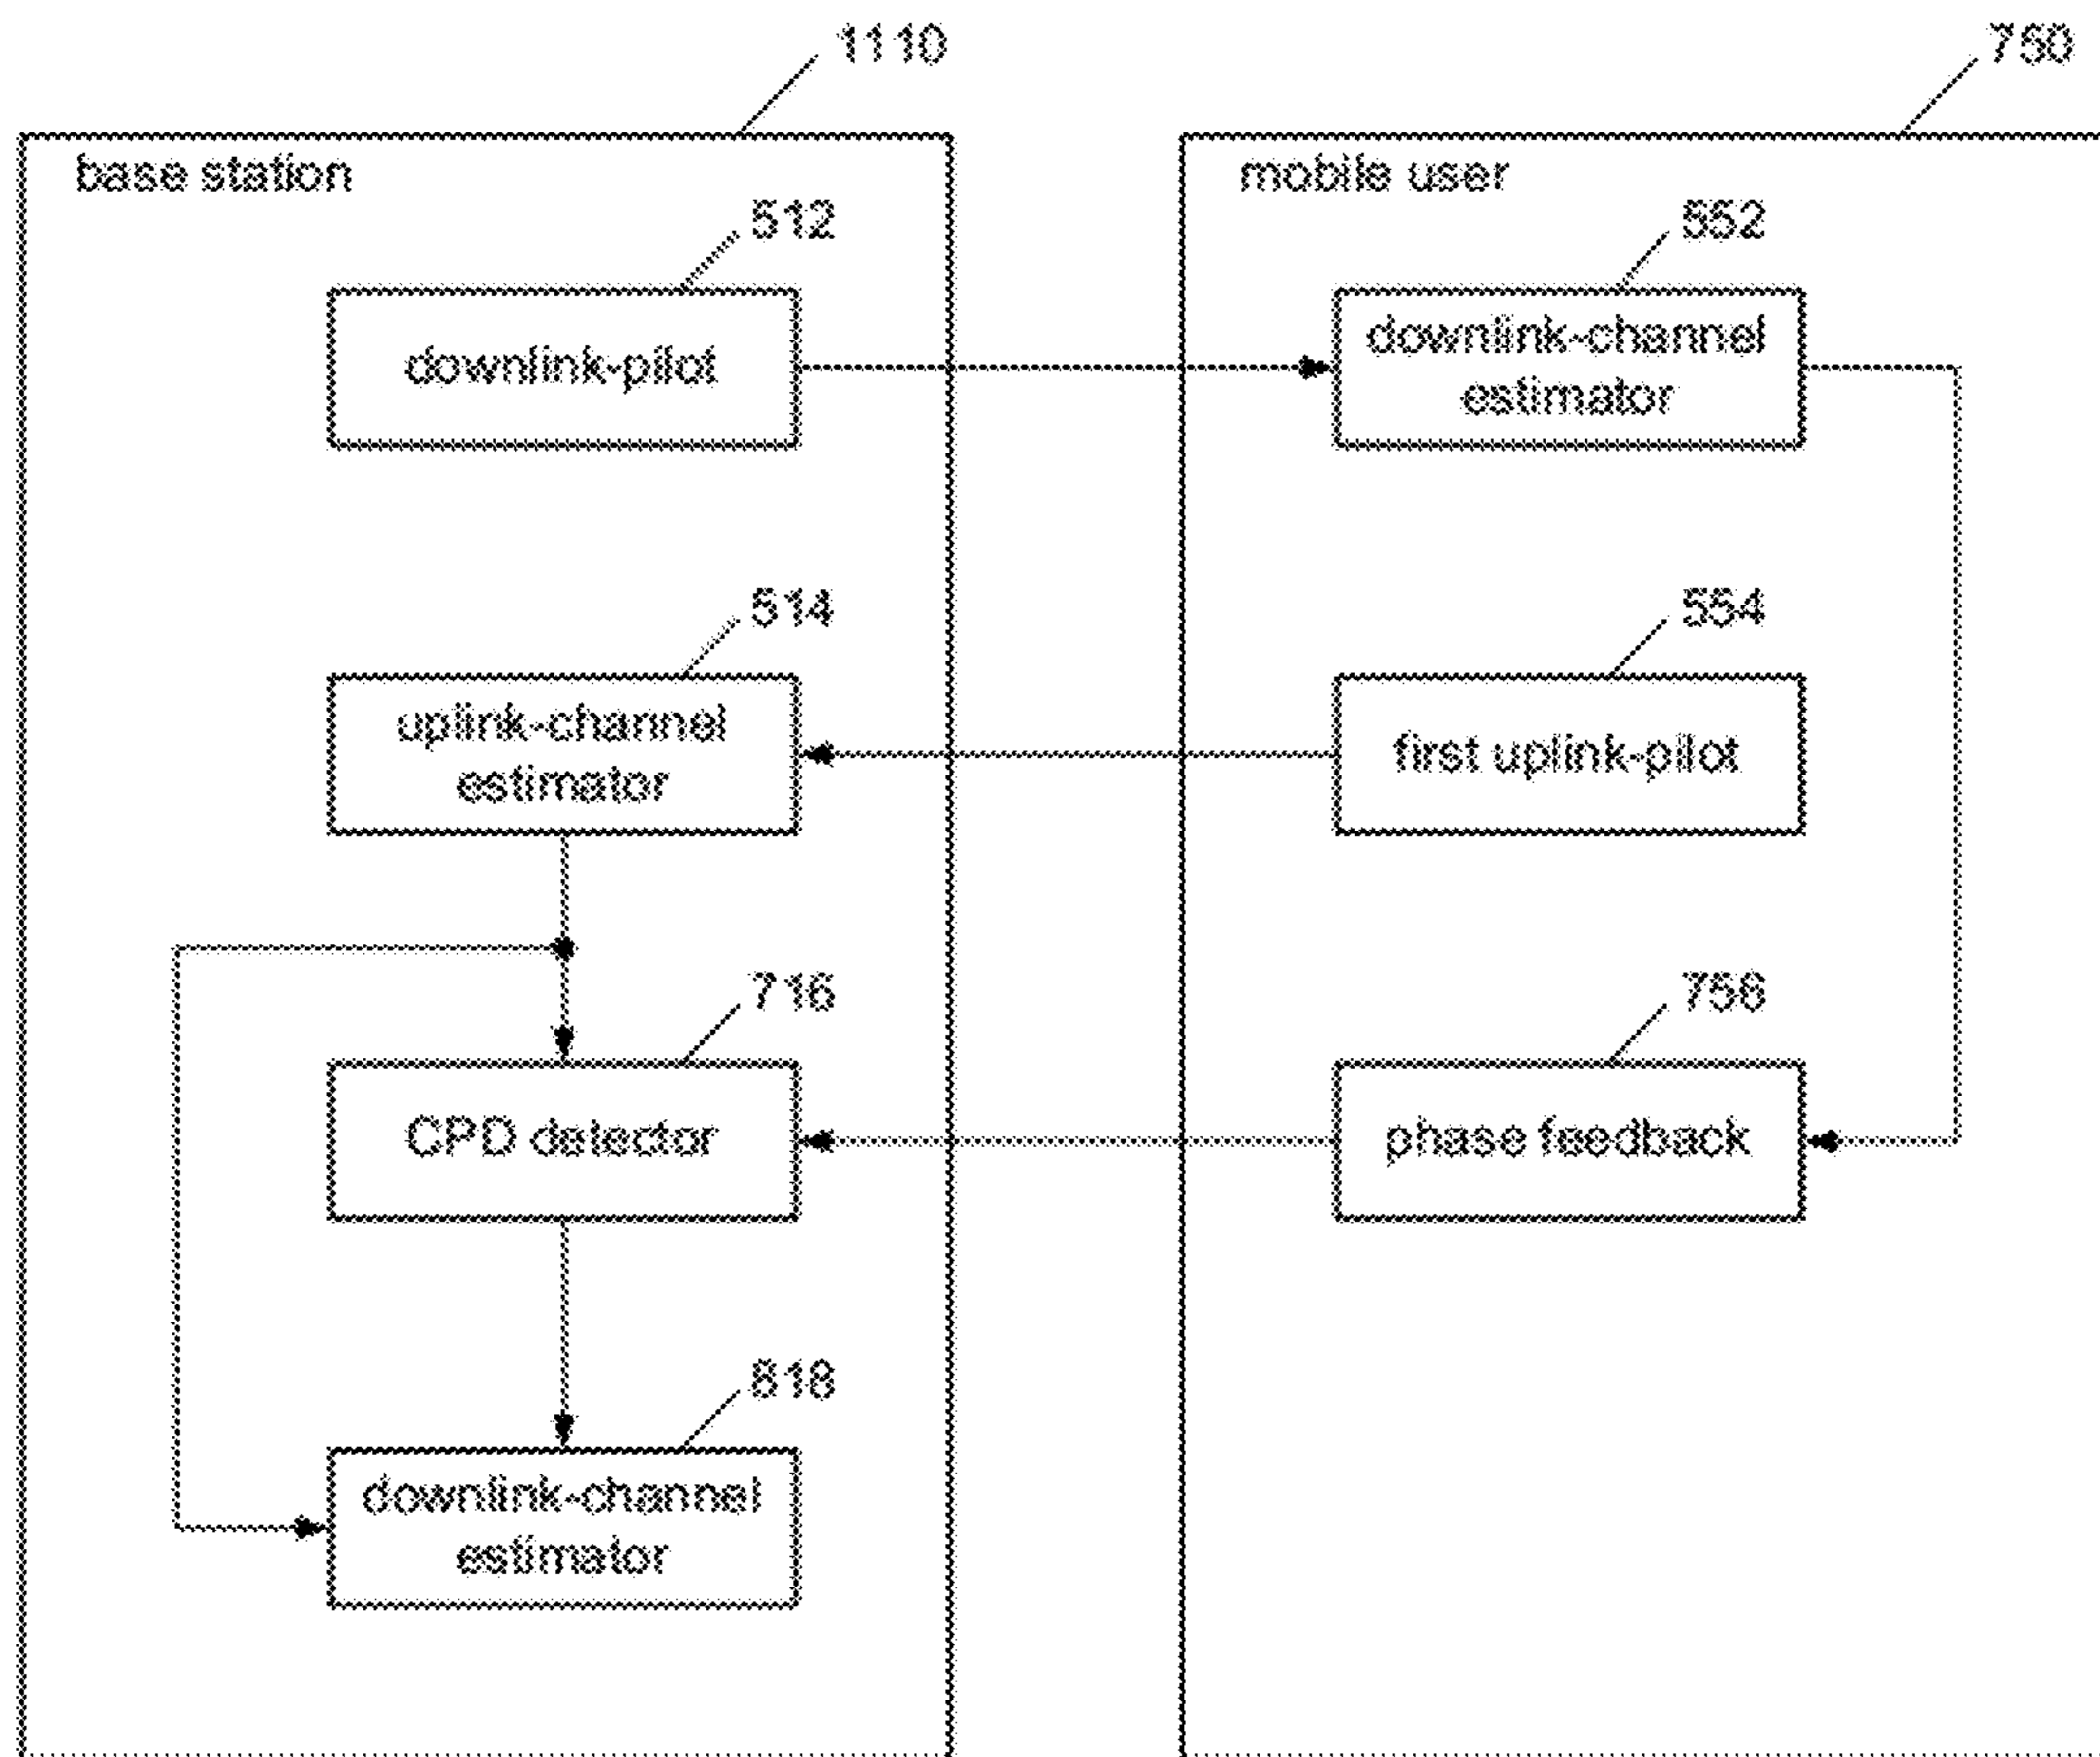 1110
750
base station
mobile user
512
552
downlink-pilot
downlink-channel
estimator
514
554
uplink-channel
estimator
first uplink-pilot
716
756
CPD detector
phase feedback
818
downlink-channel
estimator